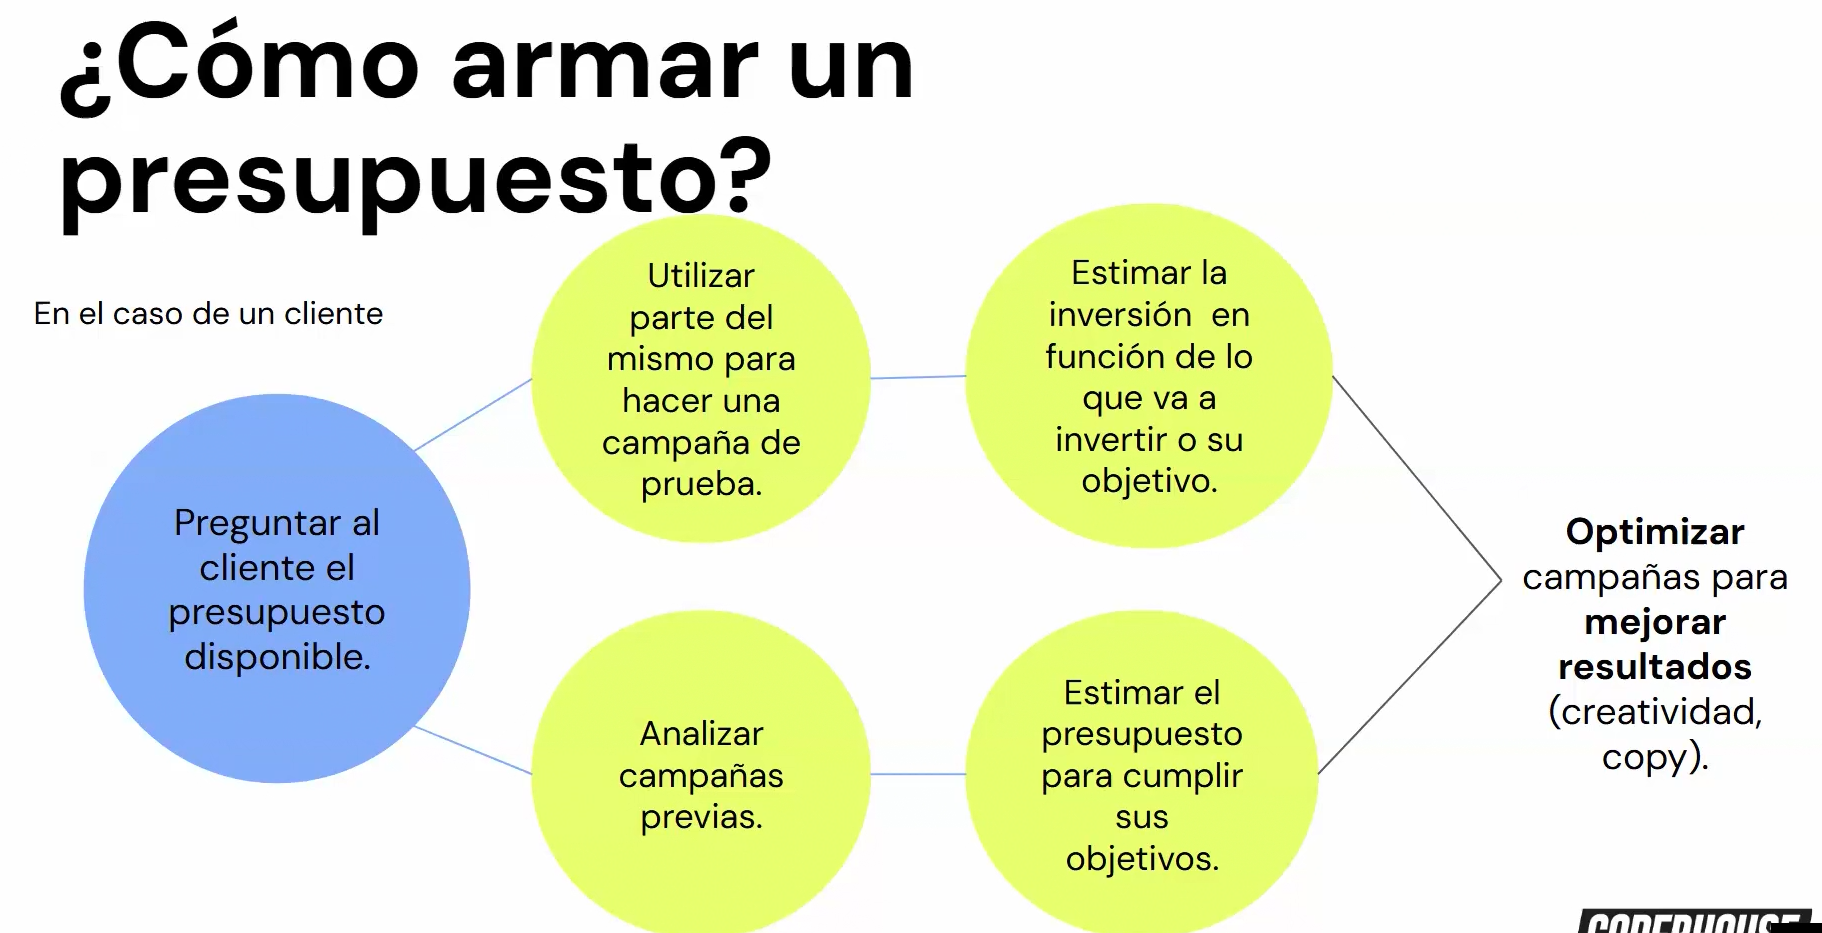 ¿Cómo armar un
presupuesto?
En el caso de un cliente
Preguntar al
cliente el
presupuesto
disponible.
Utilizar
parte del
mismo para
hacer una
campaña de
prueba.
Estimar la
inversión  en
función de lo
que va a
invertir o su
objetivo.
Analizar
campañas
previas.
Estimar el
presupuesto
para cumplir
sus
objetivos.
Optimizar
campañas para
mejorar
resultados
(creatividad,
copy).
CODERHOUSE